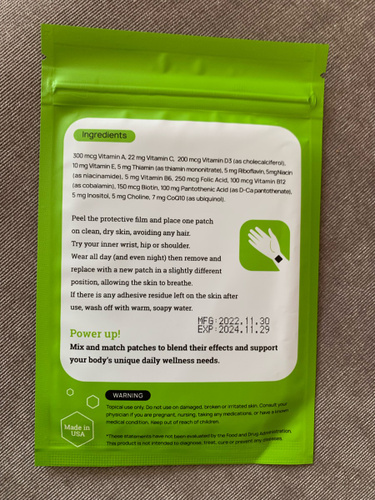 Ingredients
300 mcg Vitamin A, 22 mg Vitamin C, 200 mcg Vitamin D3 (as cholecalciferol),
10 mg Vitamin E, 5 mg Thiamin (as thiamin mononitrate), 5 mg Riboflavin, 5mgNiacin
(as niacinamide), 5 mg Vitamin B6, 250 mcg Folic Acid, 100 mcg Vitamin B12
(as cobalamin), 150 mcg Biotin, 100 mg Pantothenic Acid (as D-Ca pantothenate),
5 mg Inositol, 5 mg Choline, 7 mg CoQ10 (as ubiquinol).
Peel the protective film and place one patch
on clean, dry skin, avoiding any hair.
Try your inner wrist, hip or shoulder.
Wear all day (and even night) then remove and
replace with a new patch in a slightly different
position, allowing the skin to breathe.
If there is any adhesive residue left on the skin after
use, wash off with warm, soapy water.
MFG:2022.11.30
EXP:2024.11.29
Power up!
Mix and match patches to blend their effects and support
your body's unique daily wellness needs.
WARNING
Topical use only. Do not use on damaged, broken or irritated skin. Consult your
physician if you are pregnant, nursing, taking any medications, or have a known
medical condition. Keep out of reach of children.
*These statements have not been evaluated by the Food and Drug Administration.
This product is not intended to diagnose, treat, cure or prevent any diseases.
Made in
USA